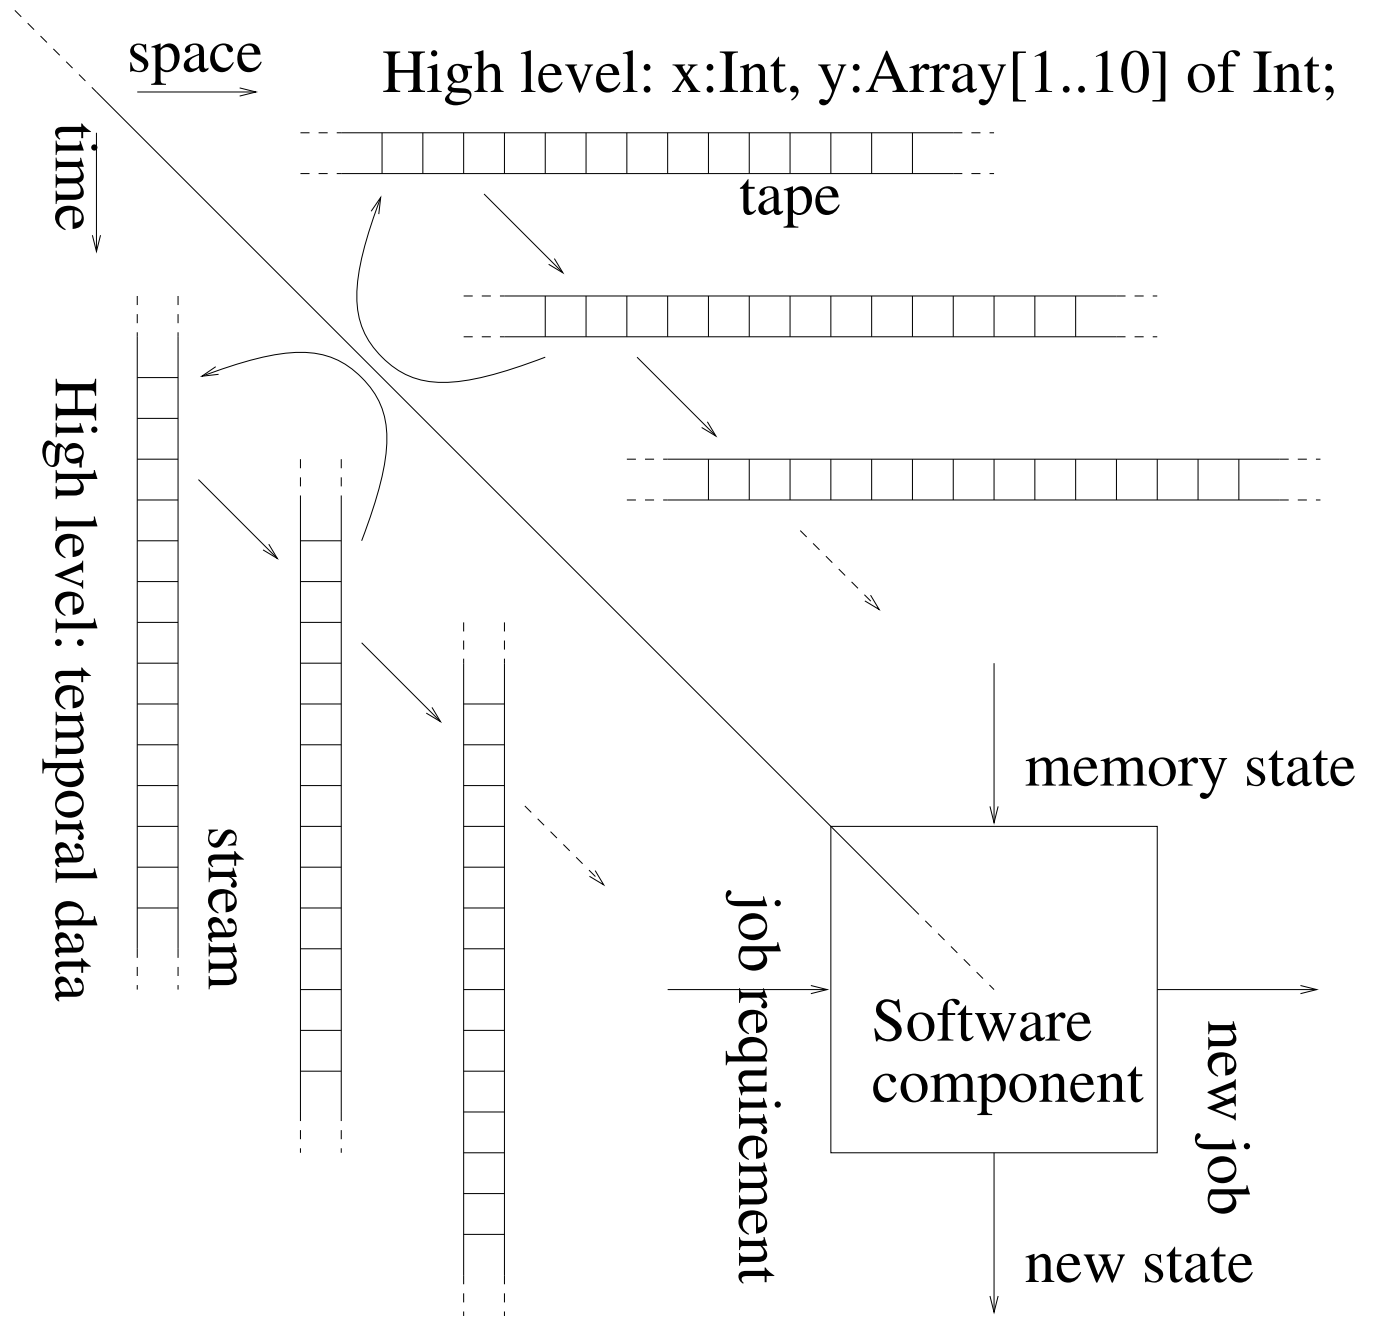 space
High level: x:Int, y:Array[1..10] of Int;
time
tape
High level: temporal data
stream
memory state
job requirement
Software
component
new job
new state